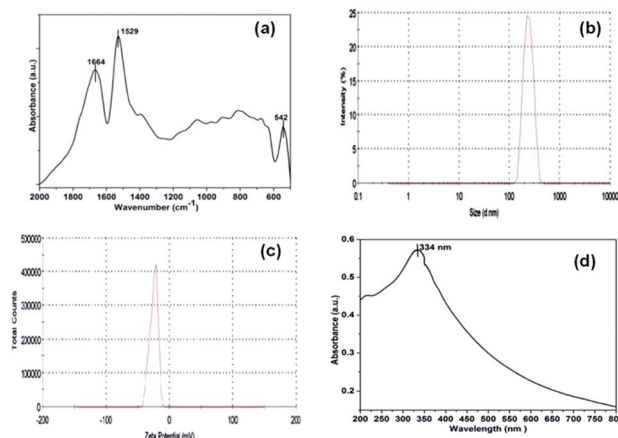 (a)
1529
1664
542
Absorbance (a.u.)
2000 1800 1600 1400 1200 1000 800 600
Wavenumber (cm-1)
(b)
Intensity (%)
25
20
15
10
5
0
0.1 1 10 100 1000 10000
Size (d.nm)
(c)
Total Counts
500000
400000
300000
200000
100000
0
-200 -100 0 100 200
Zeta Potential (mV)
(d)
334 nm
Absorbance (a.u.)
0.6
0.5
0.4
0.3
0.2
200 250 300 350 400 450 500 550 600 650 700 750 800
Wavelength (nm )